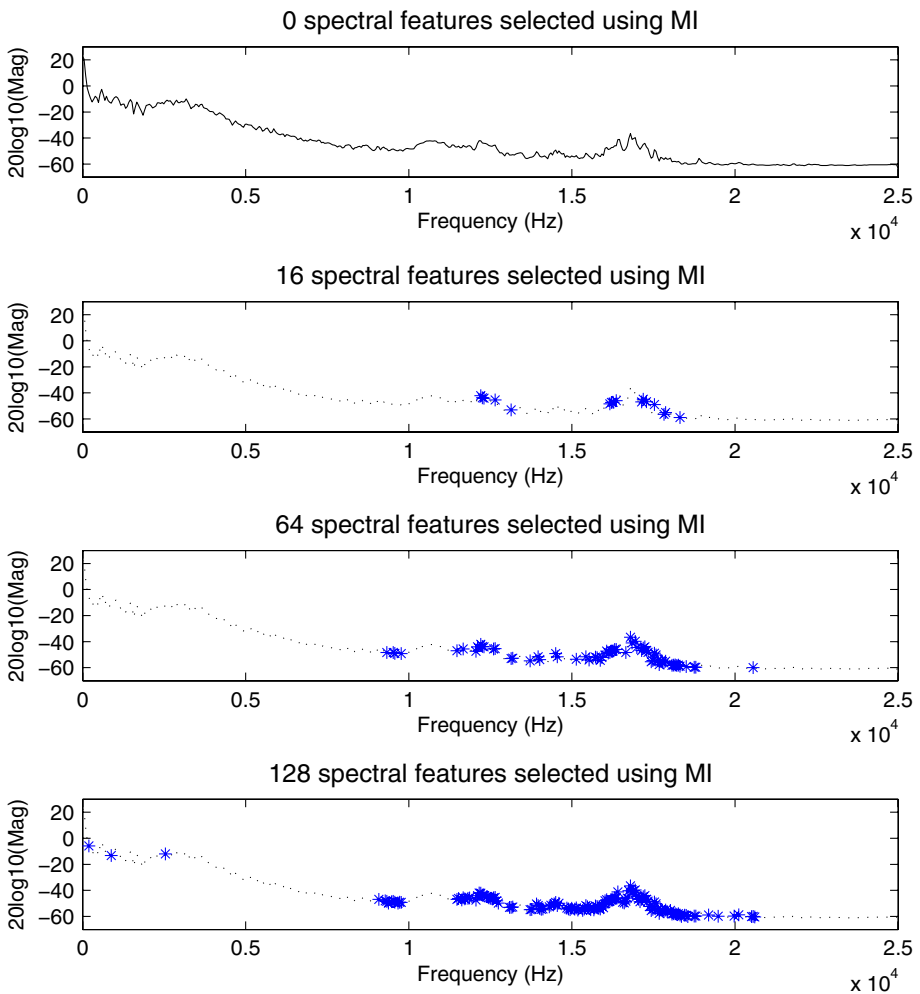 0 spectral features selected using MI
20
0
−20
−40
−60
20log10(Mag)
0 0.5 1 1.5 2 2.5
Frequency (Hz)
x 10^4
16 spectral features selected using MI
20
0
−20
−40
−60
20log10(Mag)
0 0.5 1 1.5 2 2.5
Frequency (Hz)
x 10^4
64 spectral features selected using MI
20
0
−20
−40
−60
20log10(Mag)
0 0.5 1 1.5 2 2.5
Frequency (Hz)
x 10^4
128 spectral features selected using MI
20
0
−20
−40
−60
20log10(Mag)
0 0.5 1 1.5 2 2.5
Frequency (Hz)
x 10^4